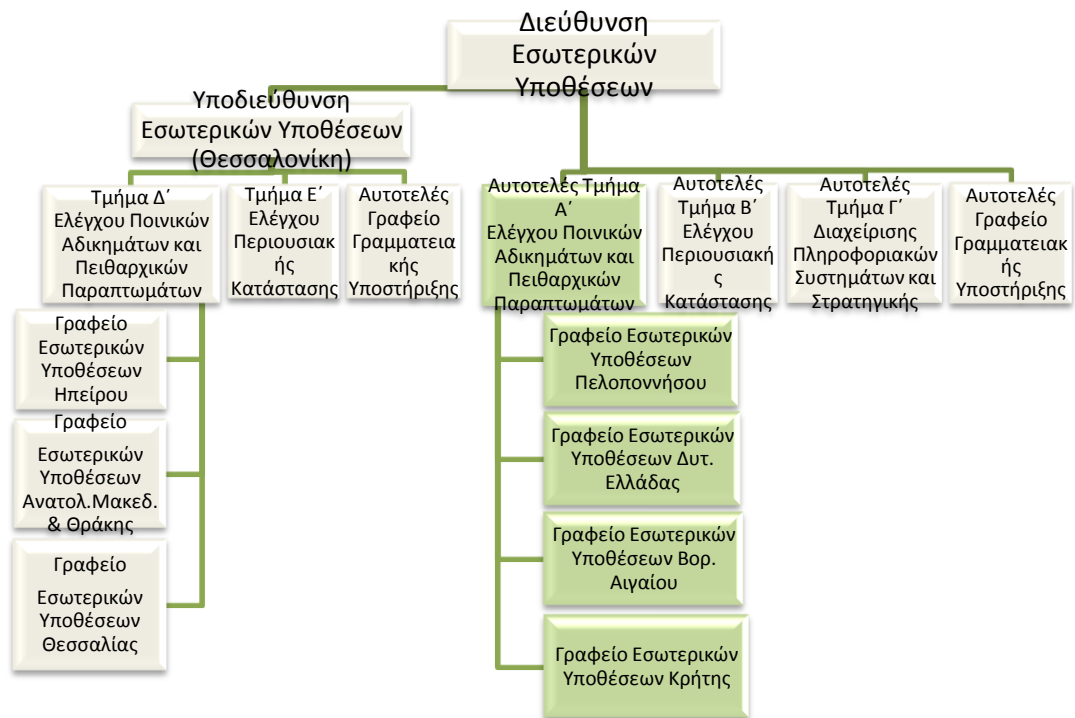 Διεύθυνση
Εσωτερικών
Υποθέσεων
Υποδιεύθυνση
Εσωτερικών Υποθέσεων
(Θεσσαλονίκη)
Τμήμα Δ΄
Ελέγχου Ποινικών
Αδικημάτων και
Πειθαρχικών
Παραπτωμάτων
Τμήμα Ε΄
Ελέγχου
Περιουσιακ
ής
Κατάστασης
Αυτοτελές
Γραφείο
Γραμματεια
κής
Υποστήριξης
Αυτοτελές Τμήμα
Α΄
Ελέγχου Ποινικών
Αδικημάτων και
Πειθαρχικών
Παραπτωμάτων
Αυτοτελές
Τμήμα Β΄
Ελέγχου
Περιουσιακή
ς
Κατάστασης
Αυτοτελές
Τμήμα Γ΄
Διαχείρισης
Πληροφοριακών
Συστημάτων και
Στρατηγικής
Αυτοτελές
Γραφείο
Γραμματειακ
ής
Υποστήριξης
Γραφείο
Εσωτερικών
Υποθέσεων
Ηπείρου
Γραφείο
Εσωτερικών
Υποθέσεων
Ανατολ.Μακεδ.
& Θράκης
Γραφείο
Εσωτερικών
Υποθέσεων
Θεσσαλίας
Γραφείο Εσωτερικών
Υποθέσεων
Πελοποννήσου
Γραφείο Εσωτερικών
Υποθέσεων Δυτ.
Ελλάδας
Γραφείο Εσωτερικών
Υποθέσεων Βορ.
Αιγαίου
Γραφείο Εσωτερικών
Υποθέσεων Κρήτης